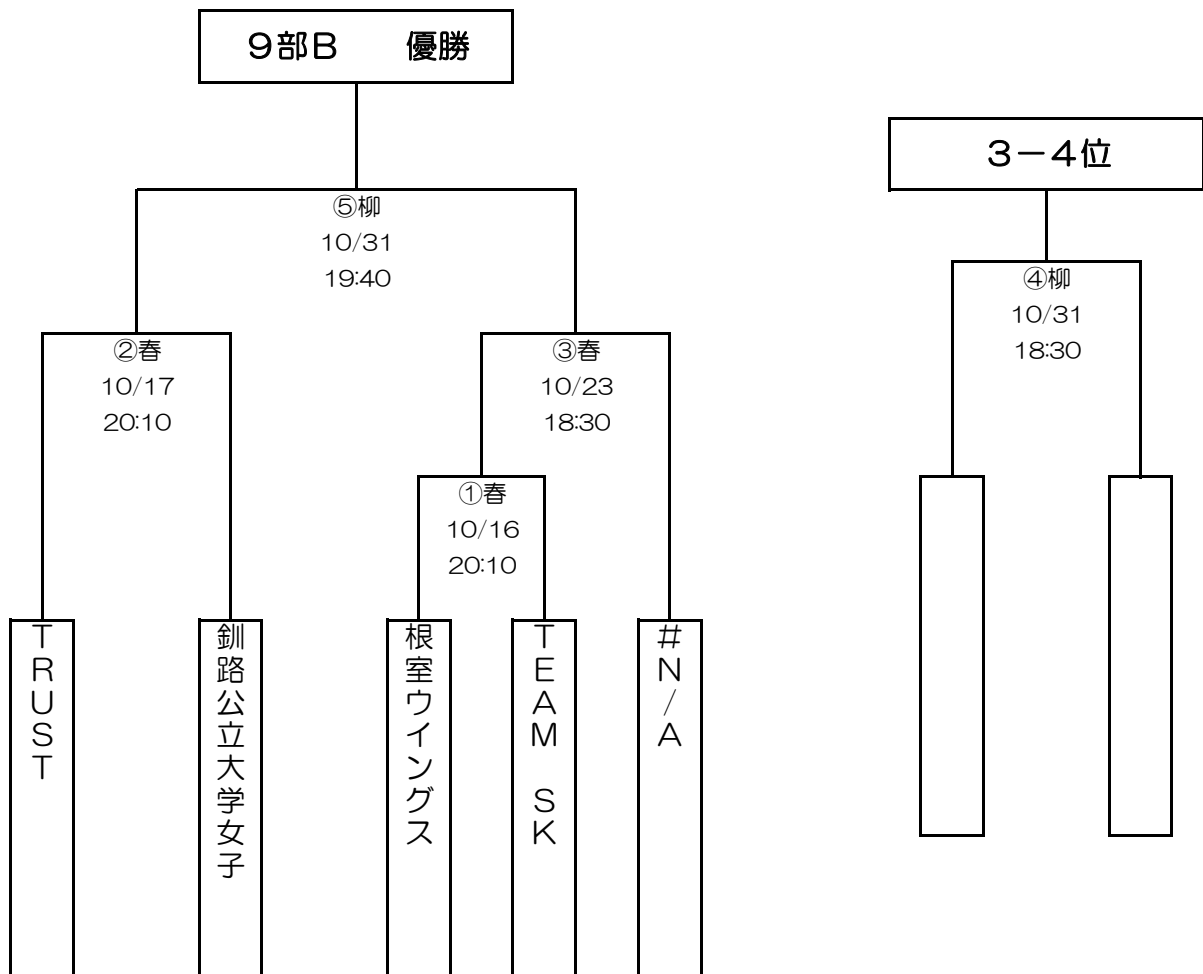 ９部Ｂ　　優勝
３－４位
⑤柳
10/31
19:40
④柳
10/31
18:30
②春
10/17
20:10
③春
10/23
18:30
①春
10/16
20:10
ＴＲＵＳＴ
釧路公立大学女子
根室ウイングス
ＴＥＡＭ　ＳＫ
＃Ｎ／Ａ